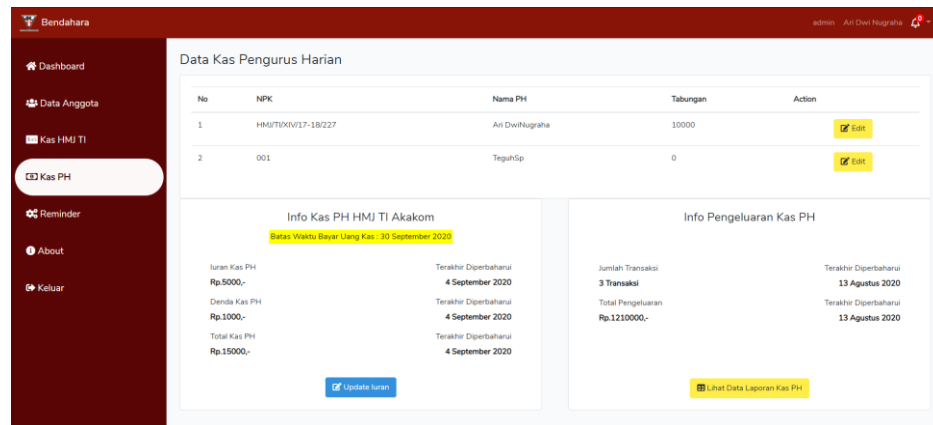 Bendahara
admin Ari Dwi Nugraha 0
Dashboard
Data Anggota
Kas HMJ TI
Kas PH
Reminder
About
Keluar
Data Kas Pengurus Harian
No NPK Nama PH Tabungan Action
1 HMJ/TI/XIV/17-18/227 Ari DwiNugraha 10000 Edit
2 001 TeguhSp 0 Edit
Info Kas PH HMJ TI Akakom
Batas Waktu Bayar Uang Kas : 30 September 2020
Iuran Kas PH Terakhir Diperbaharui
Rp.5000,- 4 September 2020
Denda Kas PH Terakhir Diperbaharui
Rp.1000,- 4 September 2020
Total Kas PH Terakhir Diperbaharui
Rp.15000,- 4 September 2020
Update Iuran
Info Pengeluaran Kas PH
Jumlah Transaksi Terakhir Diperbaharui
3 Transaksi 13 Agustus 2020
Total Pengeluaran Terakhir Diperbaharui
Rp.1210000,- 13 Agustus 2020
Lihat Data Laporan Kas PH